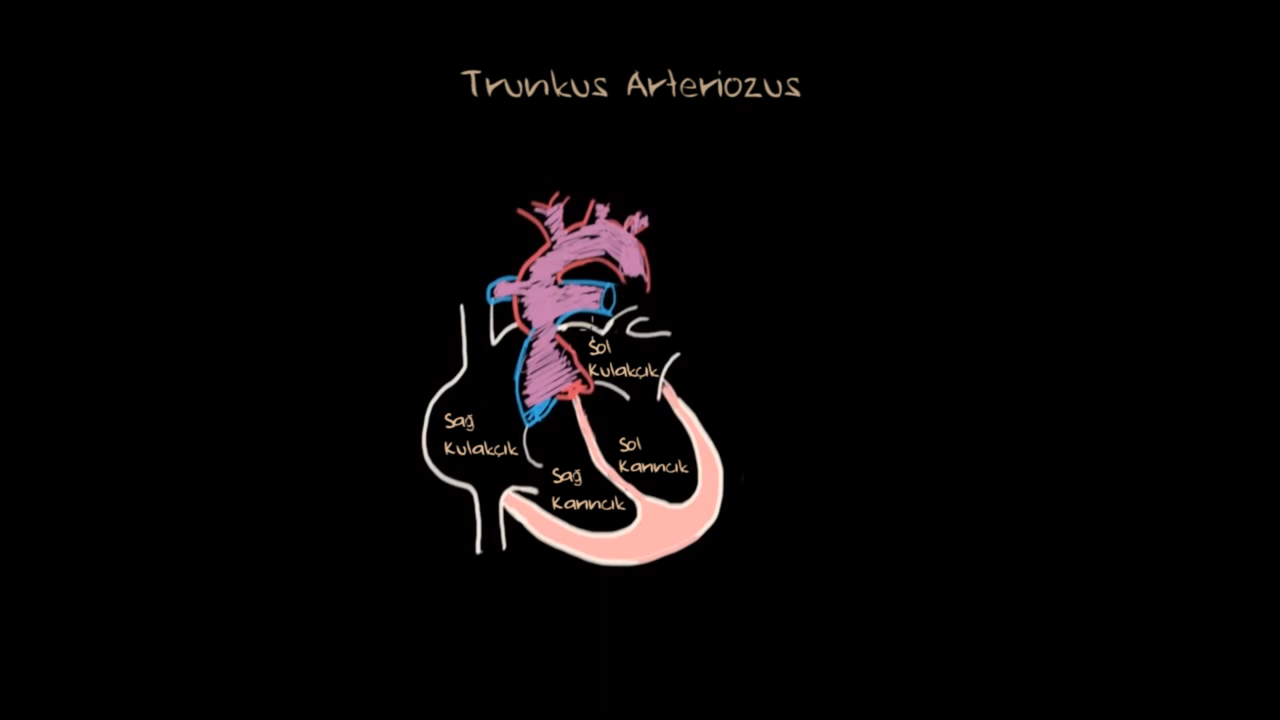 Trunkus Arteriozus
Sol
Kulakçık
Sağ
Kulakçık
Sol
Karıncık
Sağ
Karıncık